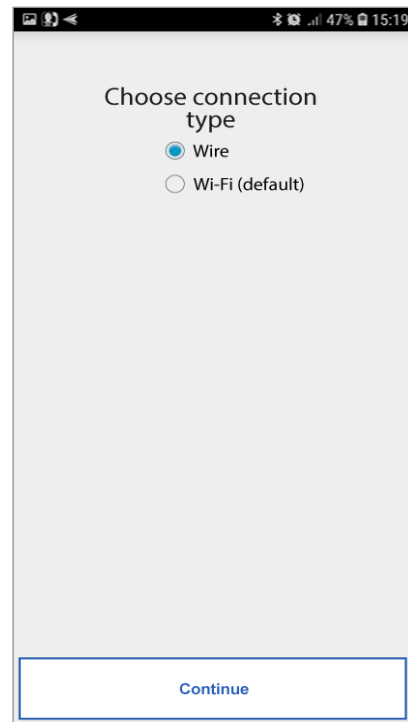 47% 15:19
Choose connection
type
Wire
Wi-Fi (default)
Continue